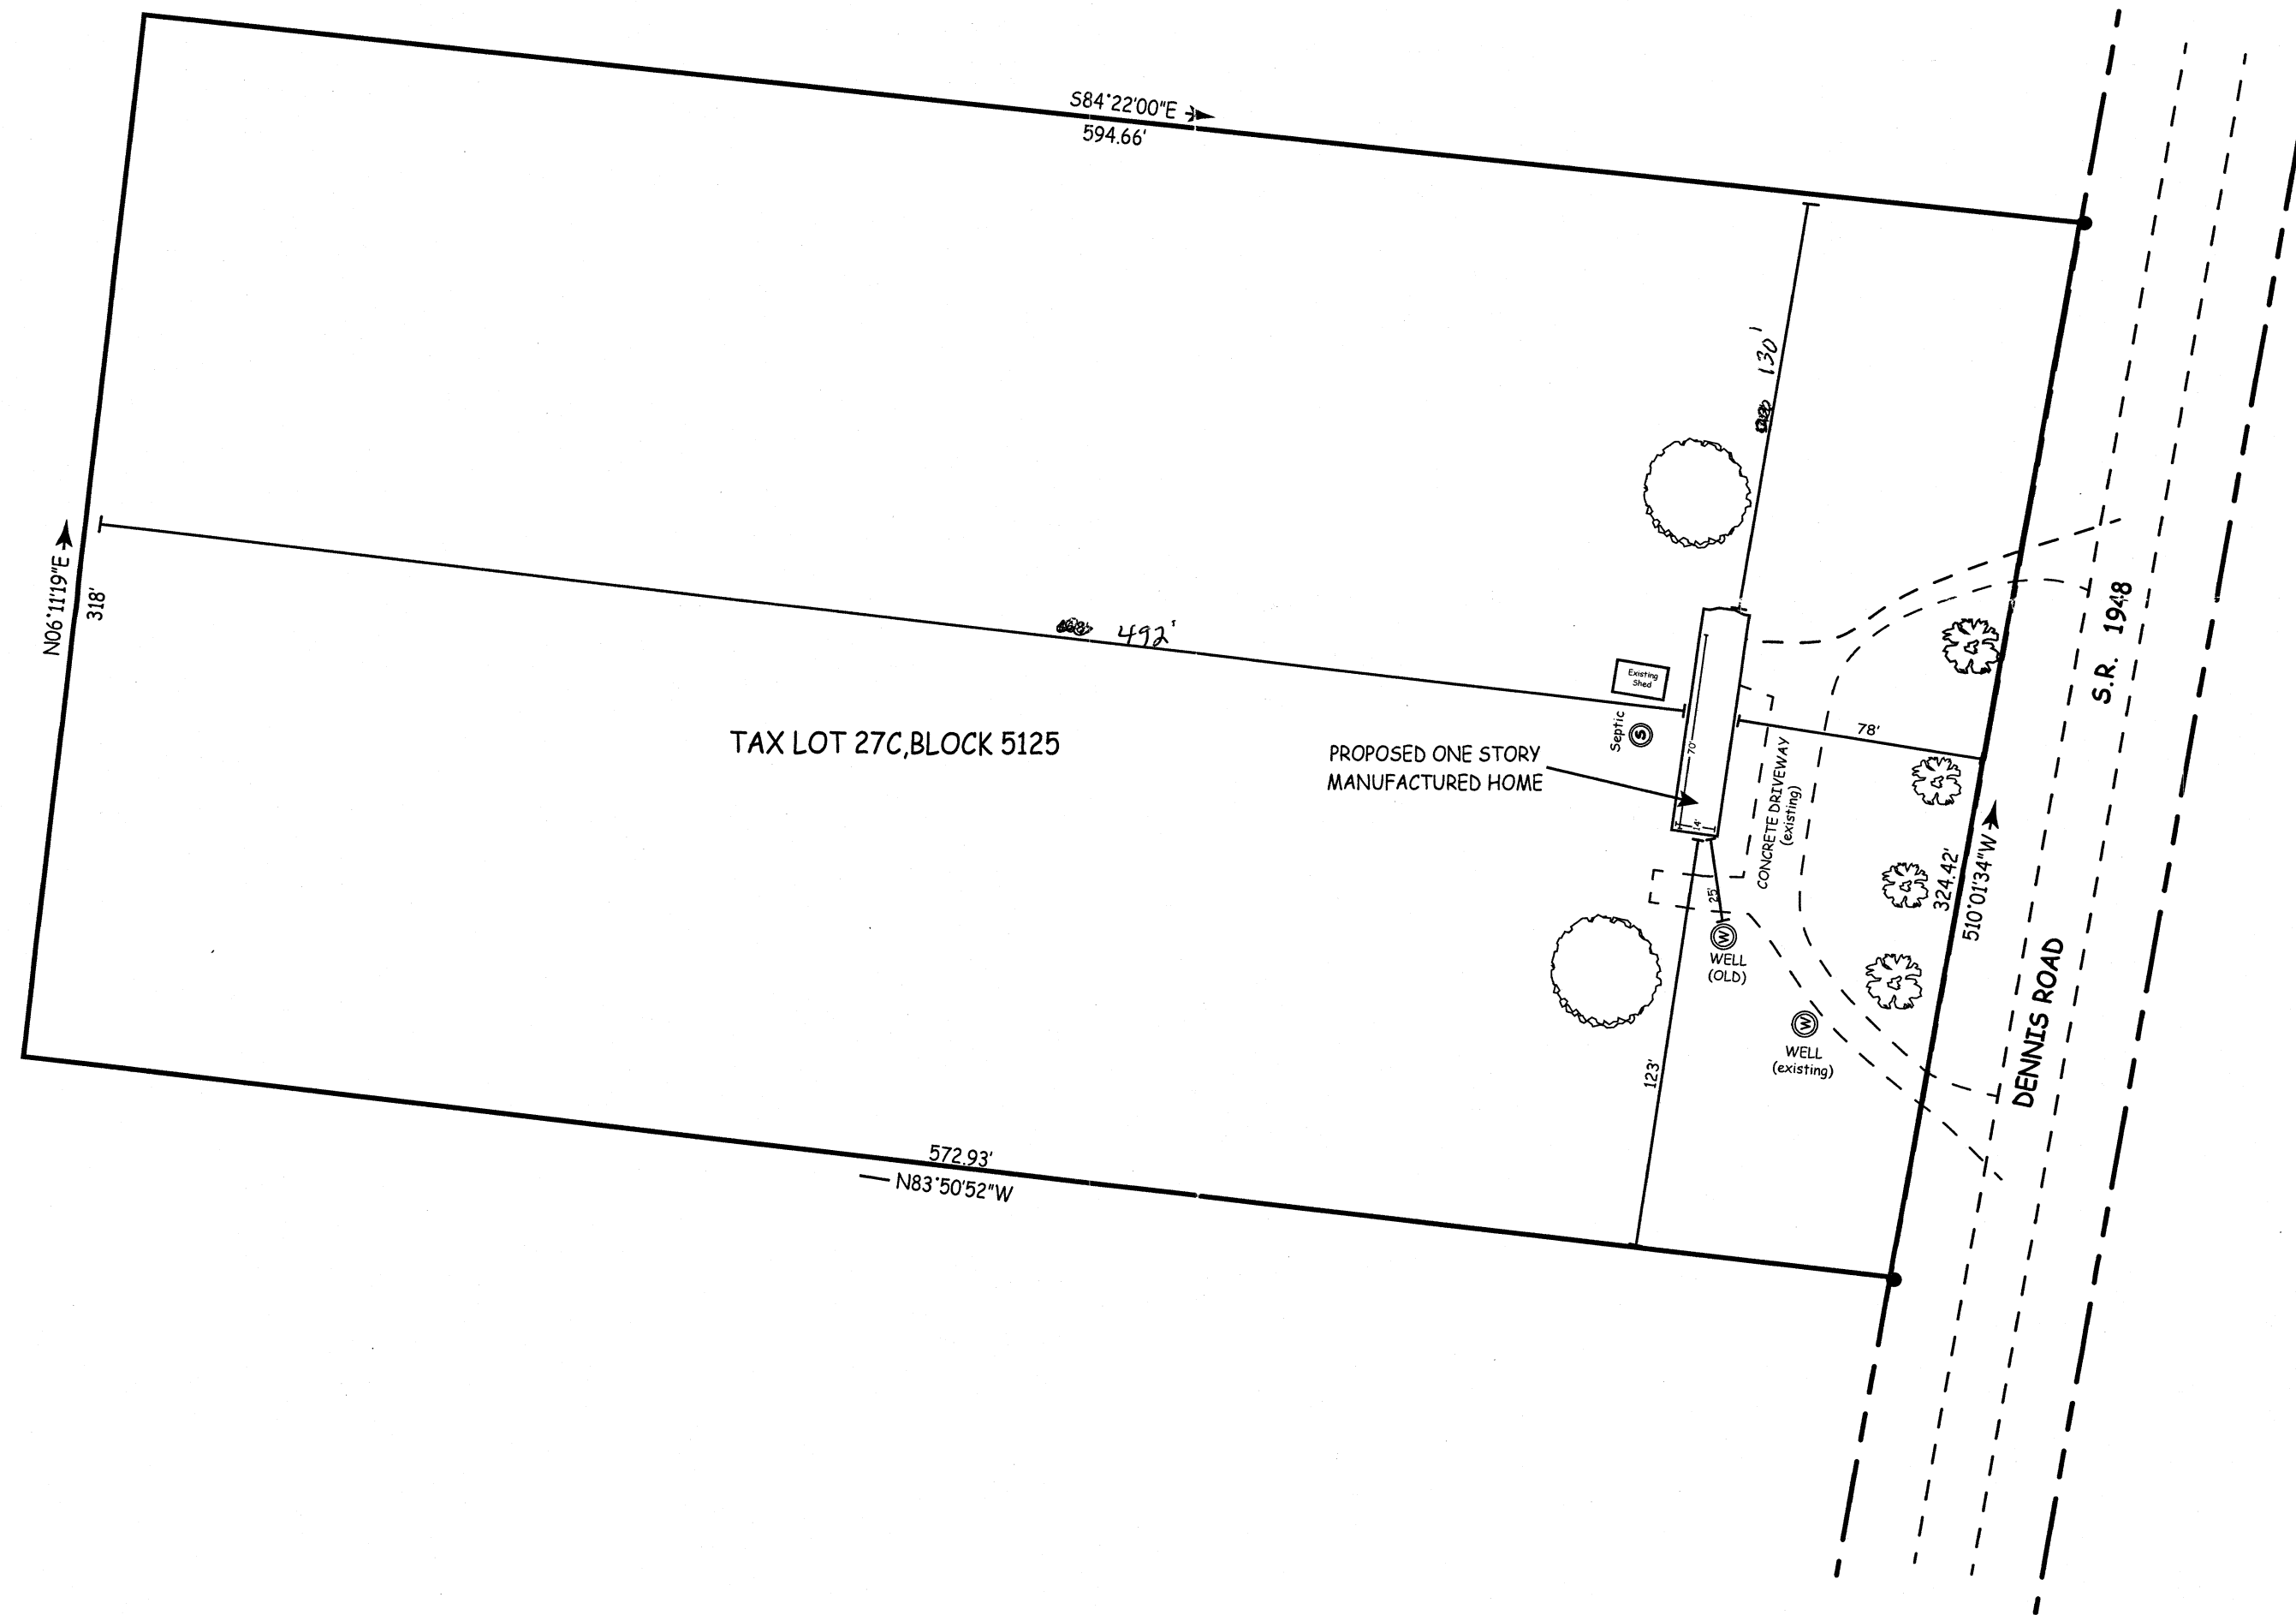 S84°22'00"E
594.66'
130'
N06°11'19"E
318'
492'
S.R. 1948
Existing
Shed
Septic
S
78'
TAX LOT 27C,BLOCK 5125
PROPOSED ONE STORY
MANUFACTURED HOME
70'
14'
CONCRETE DRIVEWAY
(existing)
324.42'
S10°01'34"W
25'
W
WELL
(OLD)
W
WELL
(existing)
DENNIS ROAD
123'
572.93'
N83°50'52"W